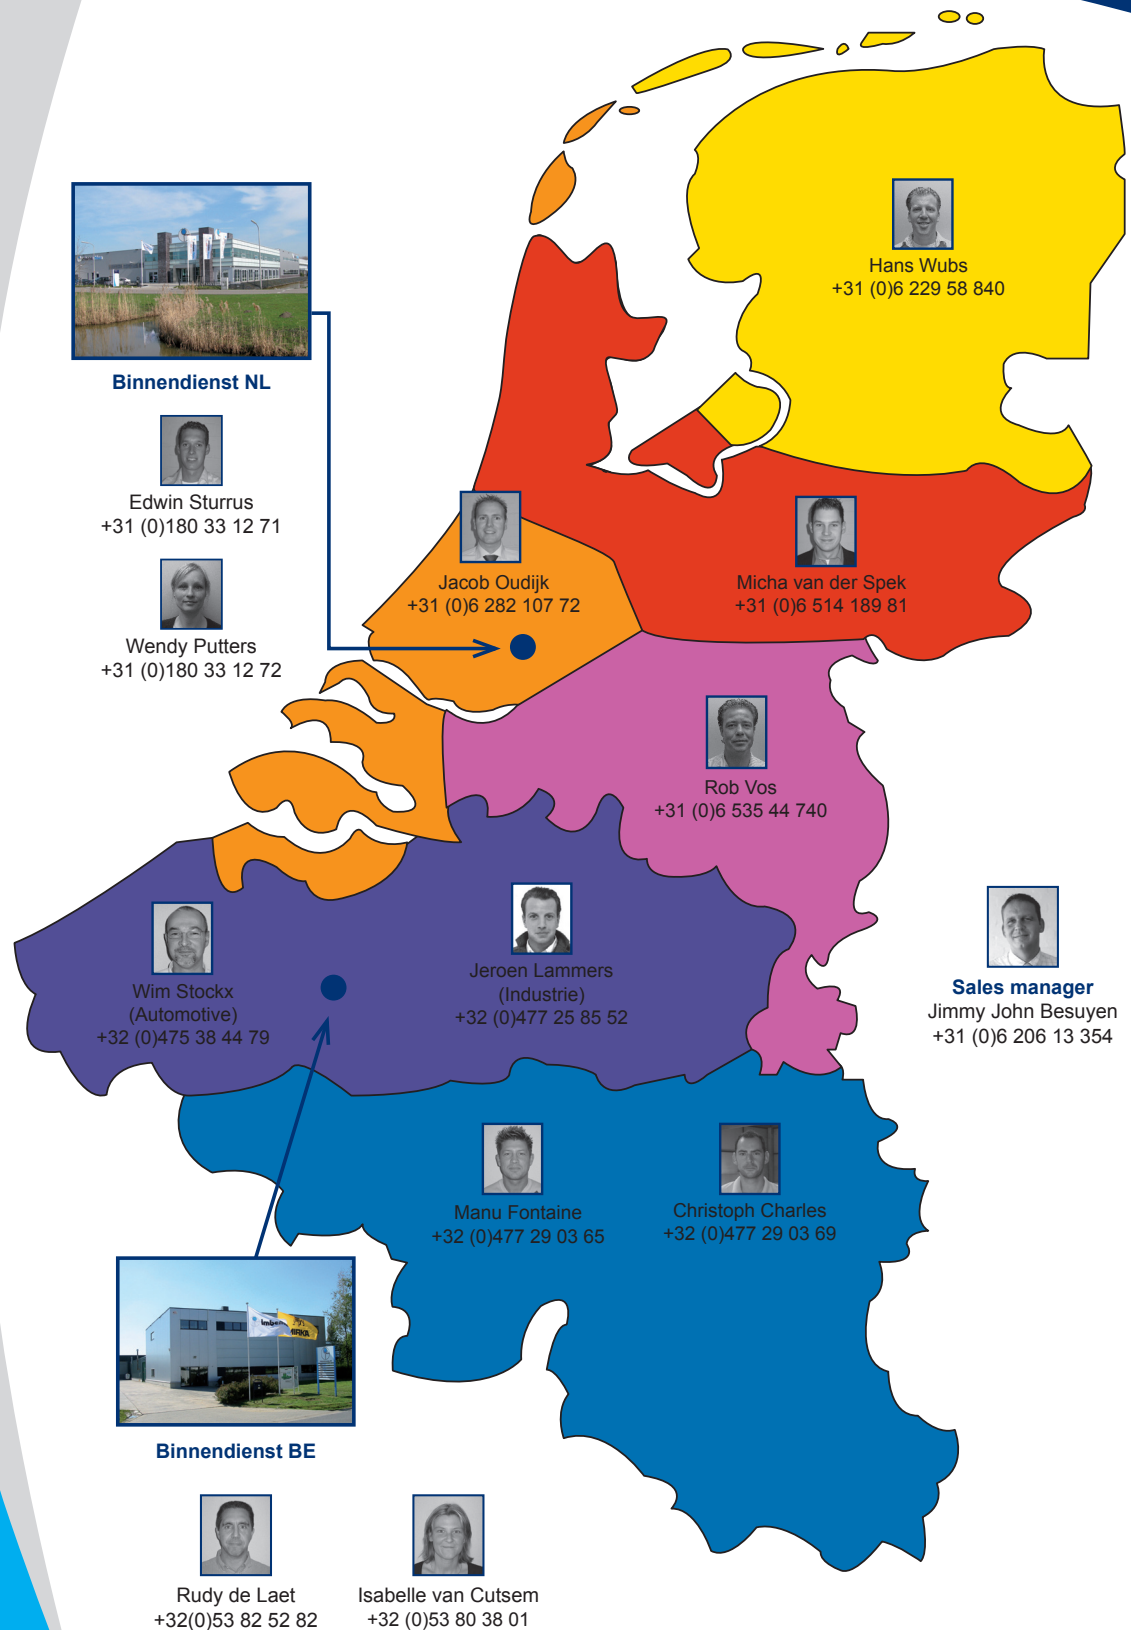 Hans Wubs
+31 (0)6 229 58 840
Binnendienst NL
Edwin Sturrus
+31 (0)180 33 12 71
Wendy Putters
+31 (0)180 33 12 72
Jacob Oudijk
+31 (0)6 282 107 72
Micha van der Spek
+31 (0)6 514 189 81
Rob Vos
+31 (0)6 535 44 740
Wim Stockx
(Automotive)
+32 (0)475 38 44 79
Jeroen Lammers
(Industrie)
+32 (0)477 25 85 52
Sales manager
Jimmy John Besuyen
+31 (0)6 206 13 354
Manu Fontaine
+32 (0)477 29 03 65
Christoph Charles
+32 (0)477 29 03 69
MIRKA
Binnendienst BE
Rudy de Laet
+32(0)53 82 52 82
Isabelle van Cutsem
+32 (0)53 80 38 01